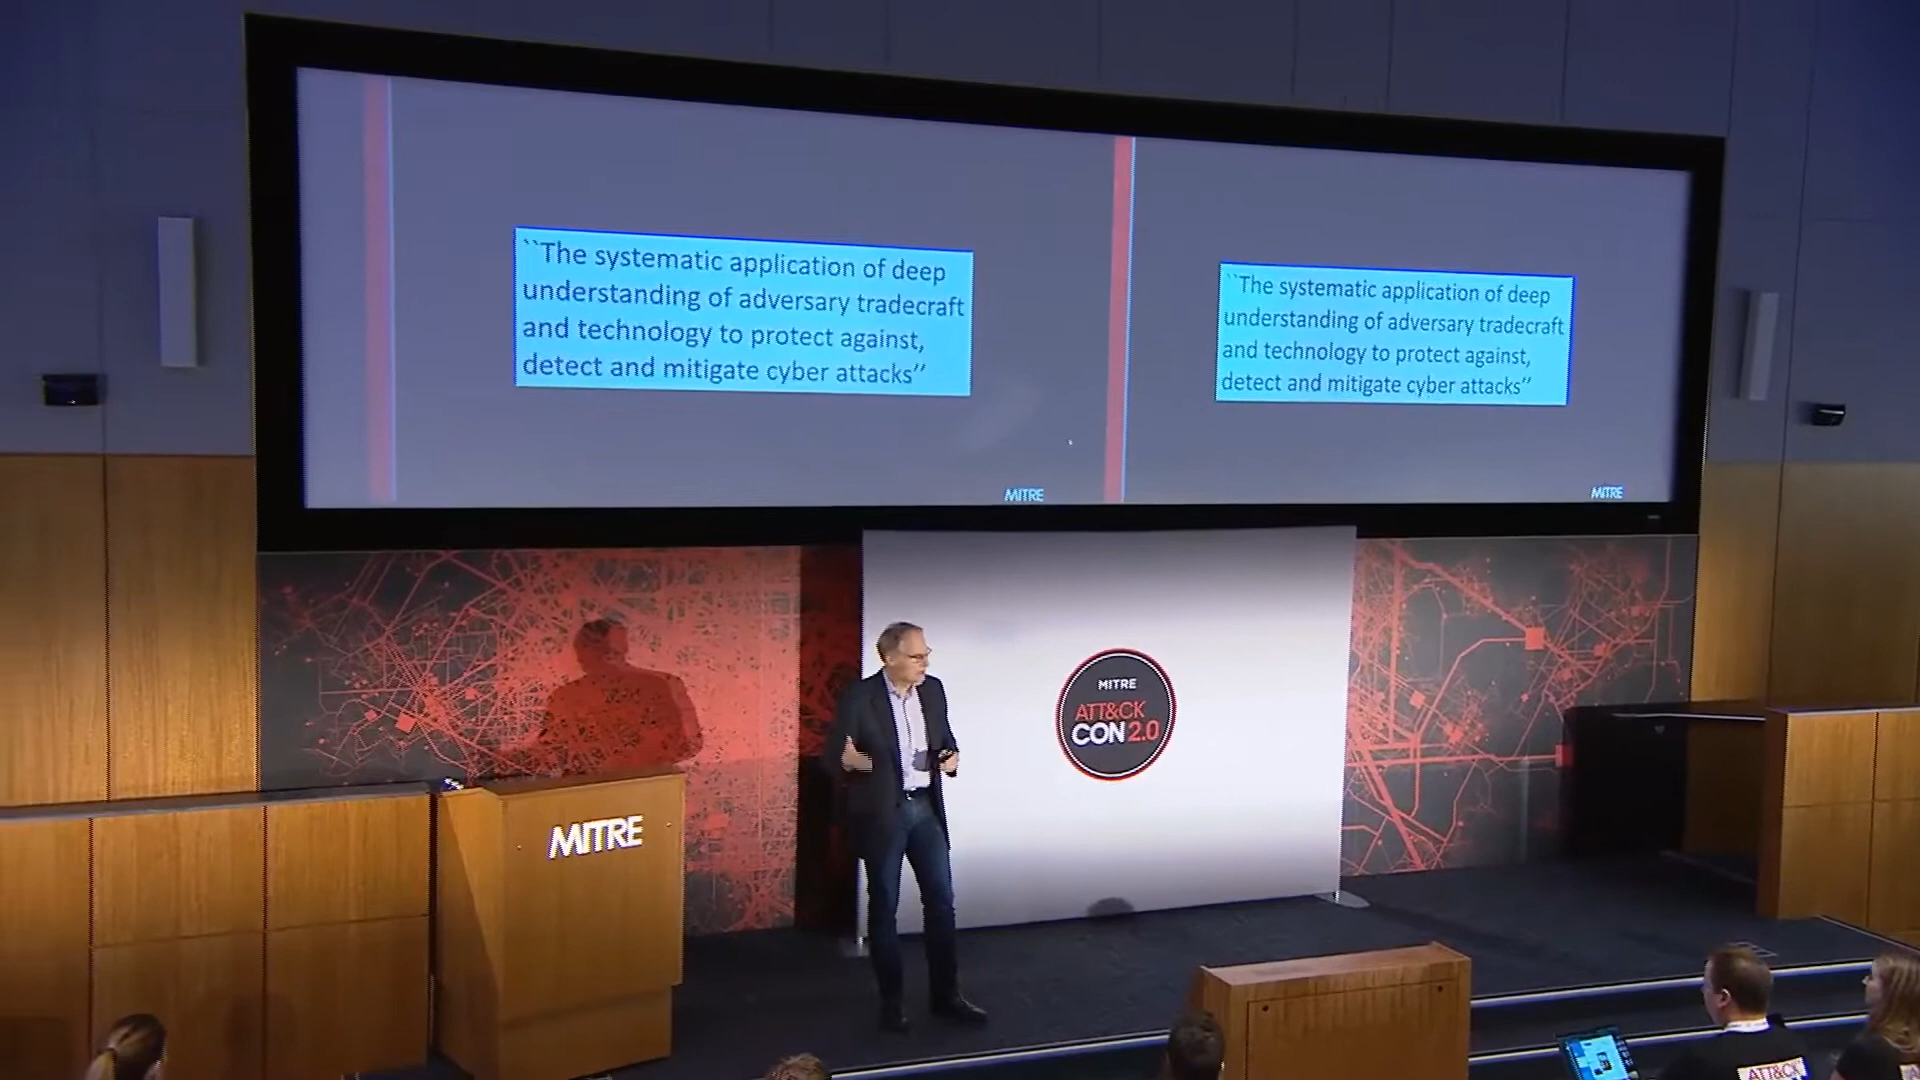 ``The systematic application of deep
understanding of adversary tradecraft
and technology to protect against,
detect and mitigate cyber attacks’’
MITRE
``The systematic application of deep
understanding of adversary tradecraft
and technology to protect against,
detect and mitigate cyber attacks’’
MITRE
MITRE
ATT&CK
CON 2.0
MITRE
ATT&CK